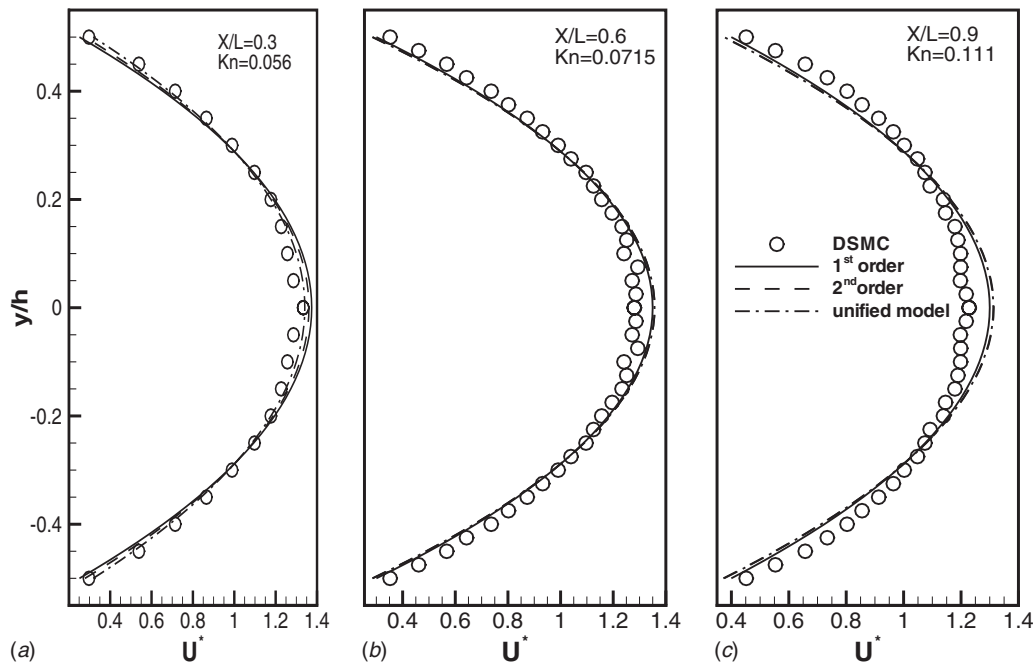 X/L=0.3
Kn=0.056
X/L=0.6
Kn=0.0715
X/L=0.9
Kn=0.111
DSMC
1st order
2nd order
unified model
y/h
0.4
0.2
0
-0.2
-0.4
0.4 0.6 0.8 1 1.2 1.4
0.4 0.6 0.8 1 1.2 1.4
0.4 0.6 0.8 1 1.2 1.4
(a) U*
(b) U*
(c) U*